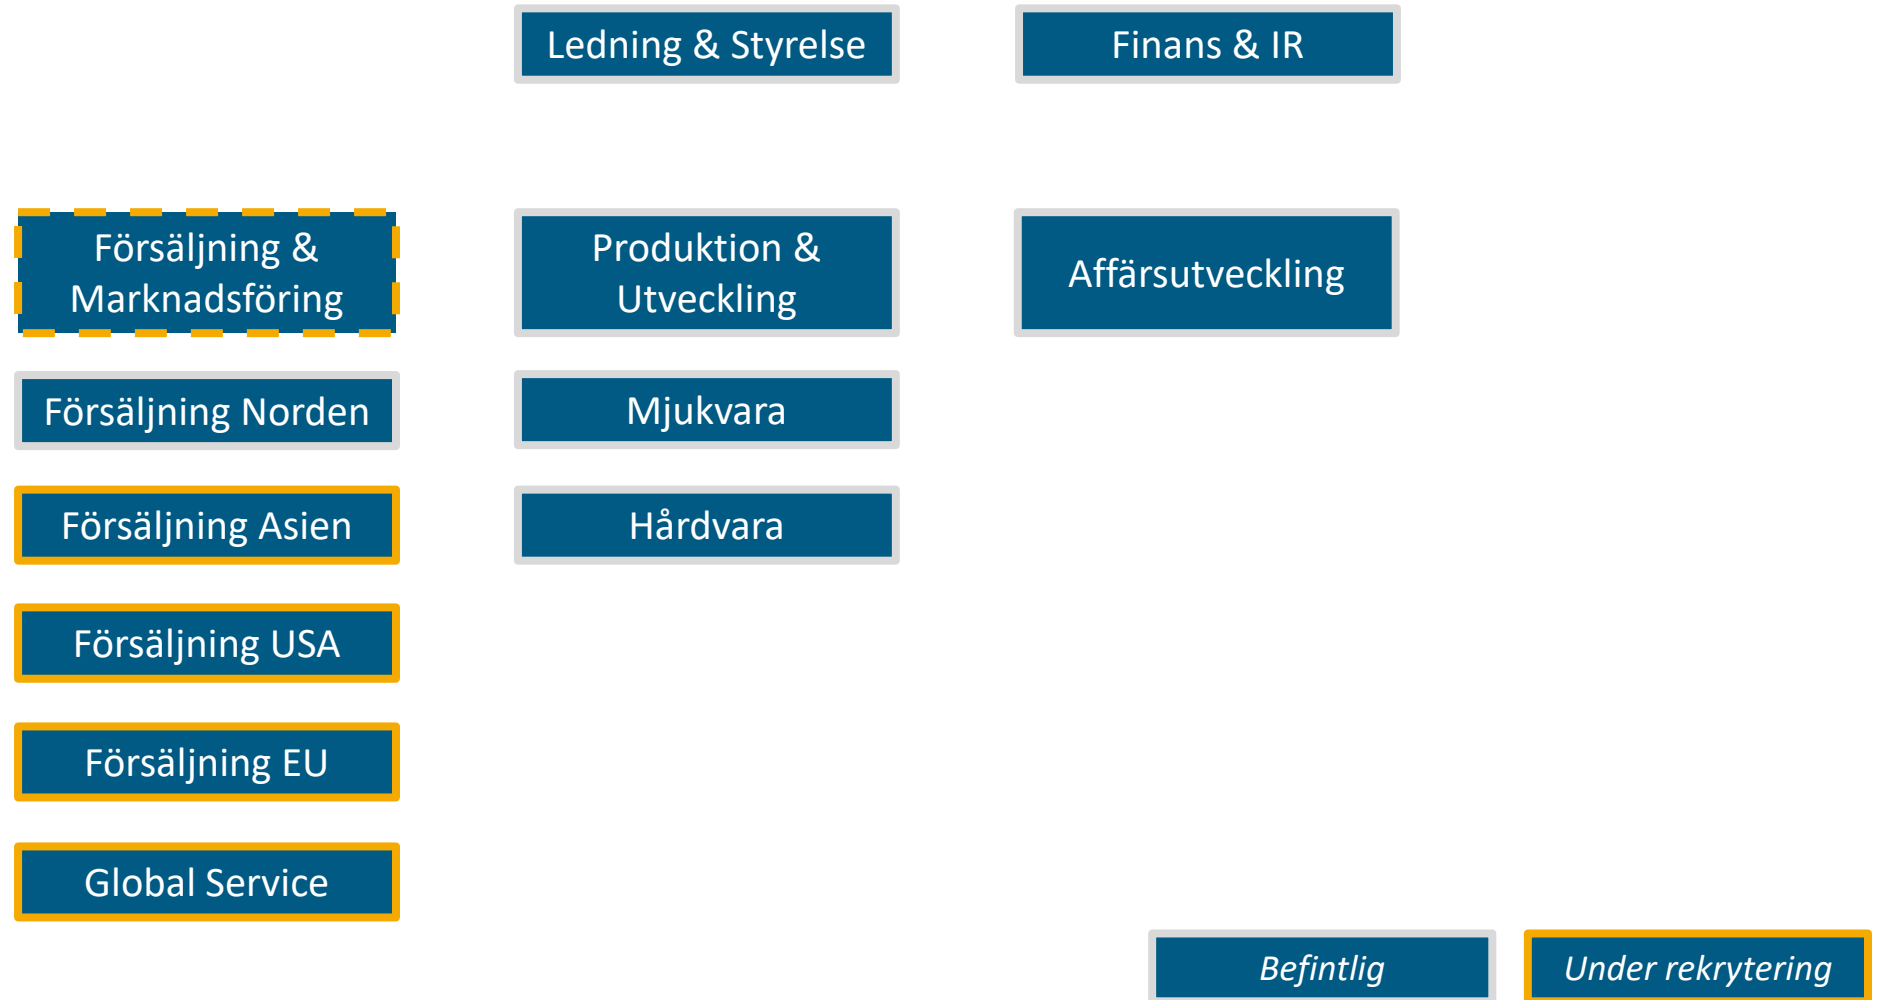 Ledning & Styrelse
Finans & IR
Försäljning &
Marknadsföring
Produktion &
Utveckling
Affärsutveckling
Försäljning Norden
Mjukvara
Försäljning Asien
Hårdvara
Försäljning USA
Försäljning EU
Global Service
Befintlig
Under rekrytering